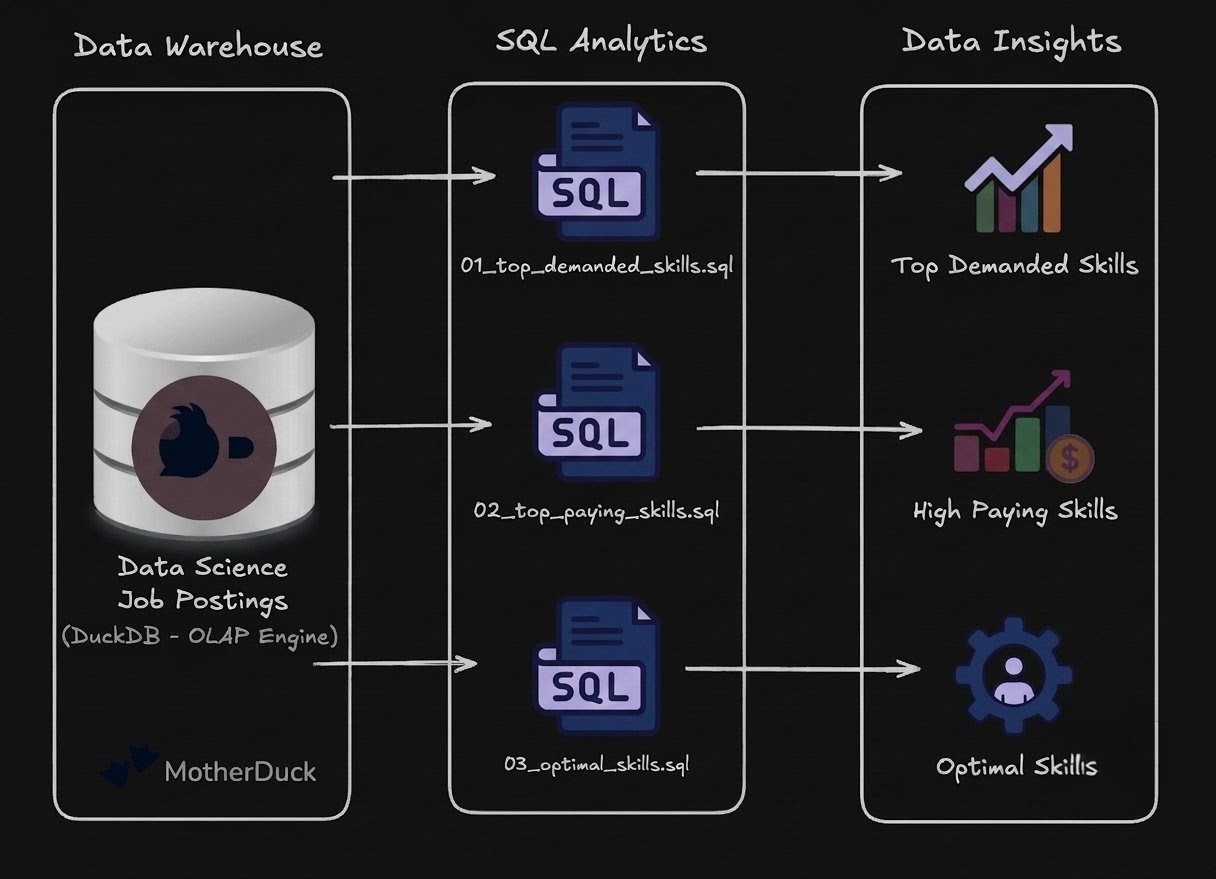 Data Warehouse
Data Science
Job Postings
(DuckDB - OLAP Engine)
MotherDuck
SQL Analytics
SQL
01_top_demanded_skills.sql
SQL
02_top_paying_skills.sql
SQL
03_optimal_skills.sql
Data Insights
Top Demanded Skills
$
High Paying Skills
Optimal Skills